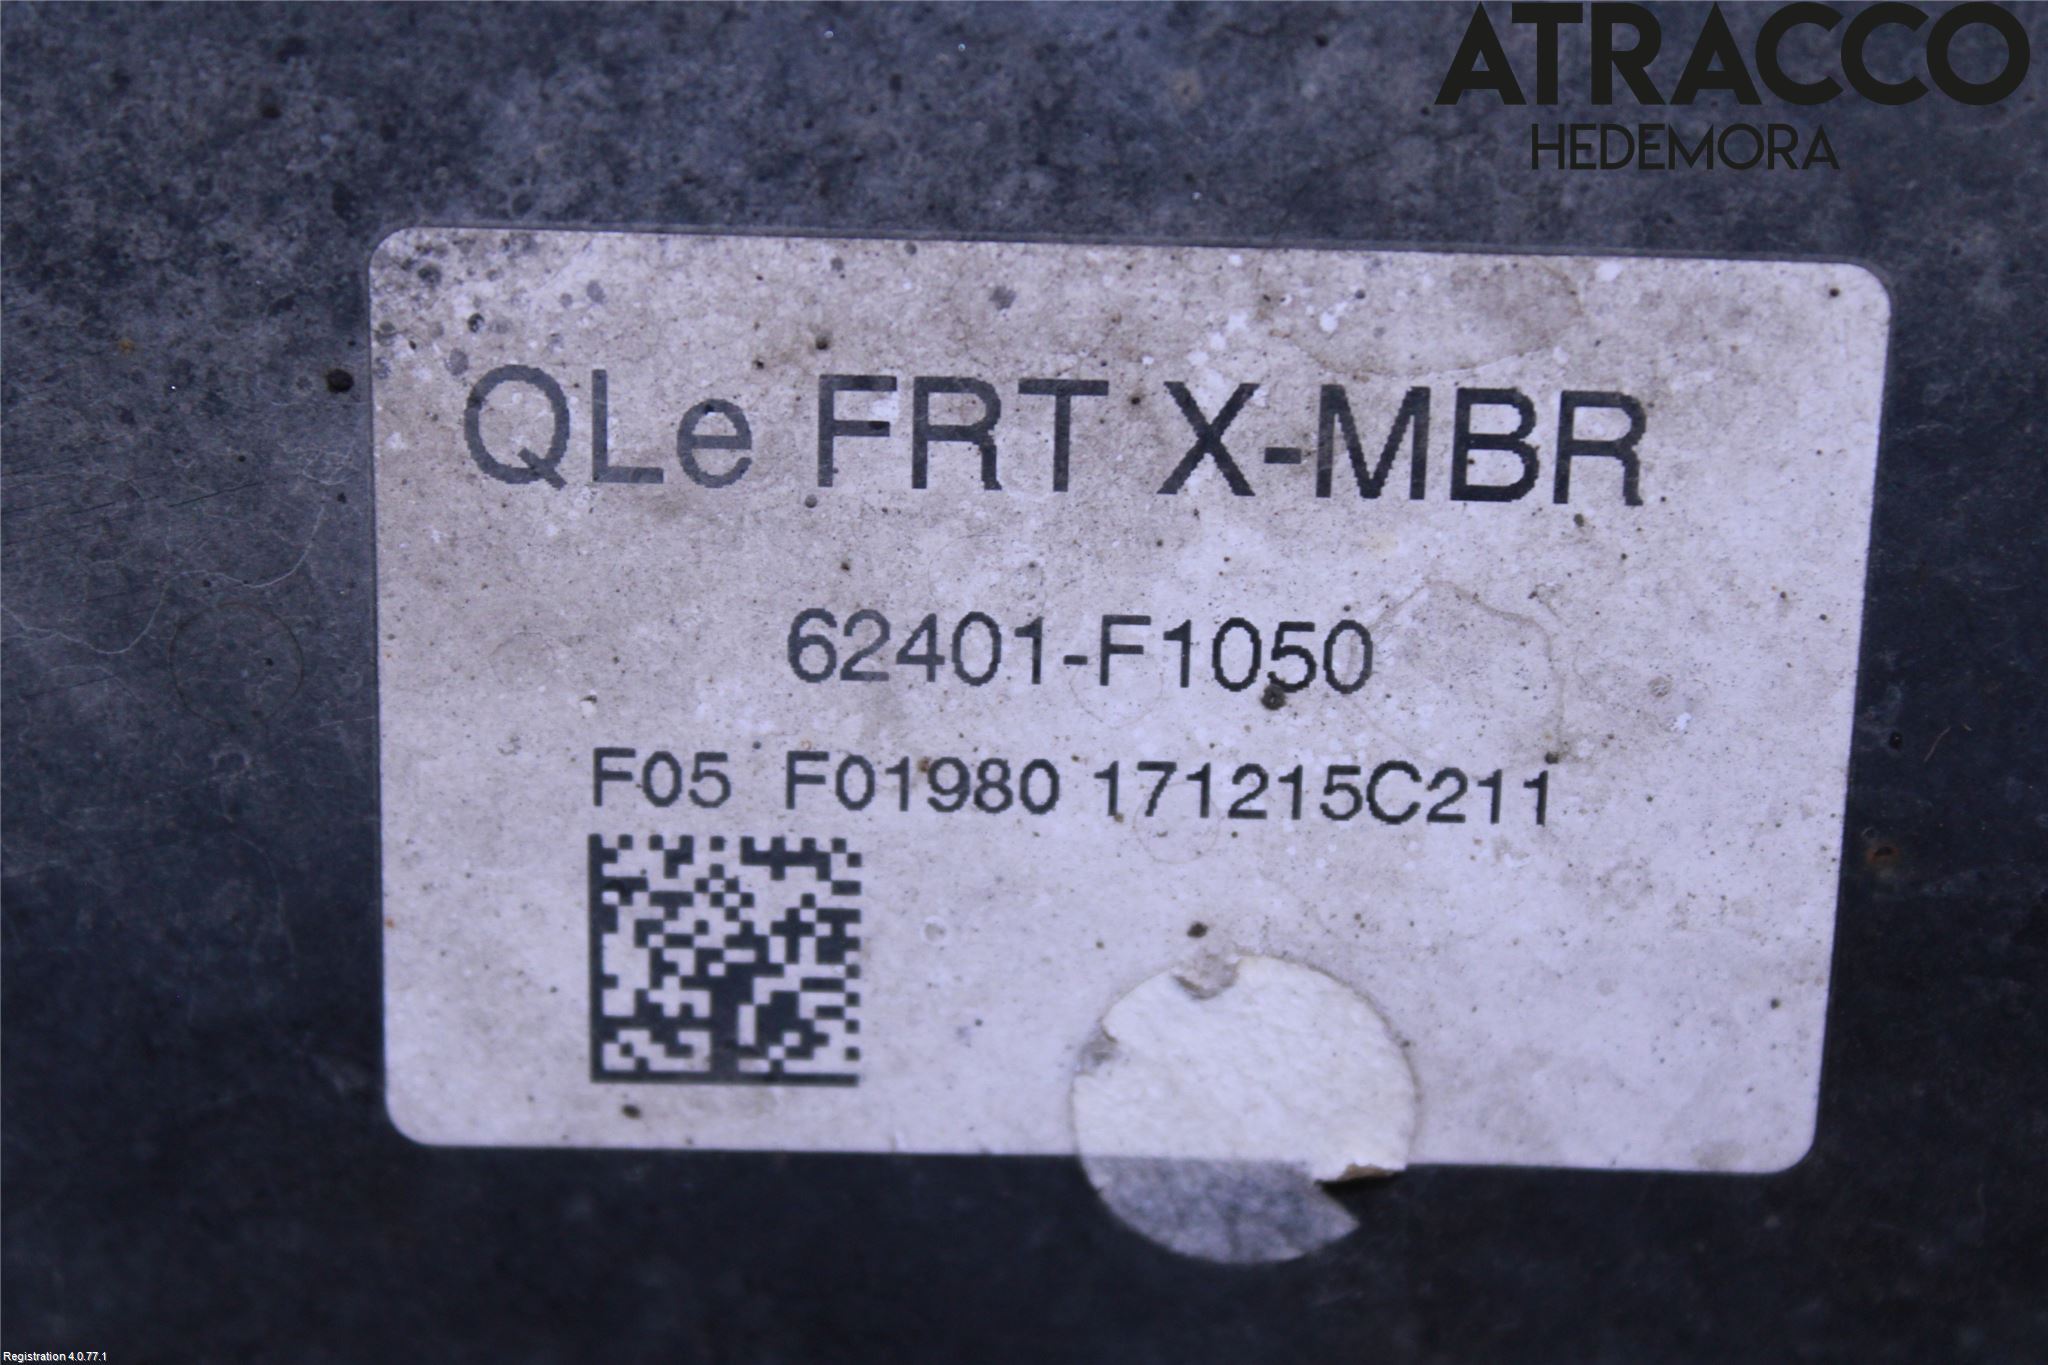 ATRACCO
HEDEMORA
QLe FRT X-MBR
62401-F1050
F05 F01980 171215C211
Registration 4.0.77.1